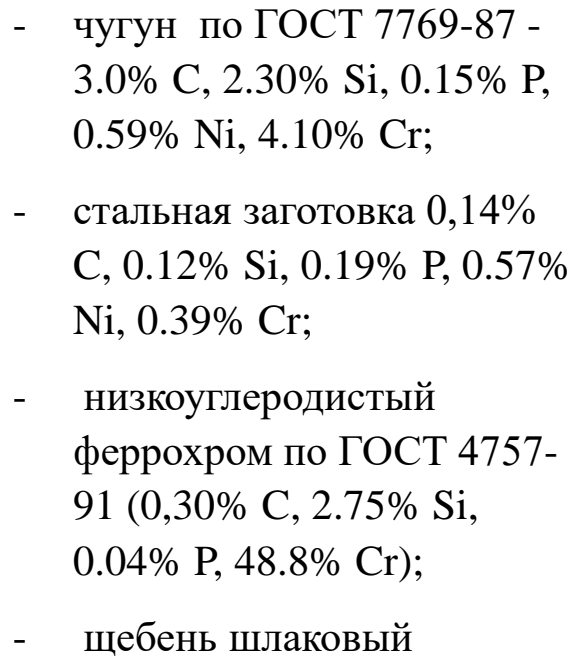 - чугун по ГОСТ 7769-87 -
3.0% C, 2.30% Si, 0.15% P,
0.59% Ni, 4.10% Cr;
- стальная заготовка 0,14%
C, 0.12% Si, 0.19% P, 0.57%
Ni, 0.39% Cr;
- низкоуглеродистый
феррохром по ГОСТ 4757-
91 (0,30% C, 2.75% Si,
0.04% P, 48.8% Cr);
- щебень шлаковый